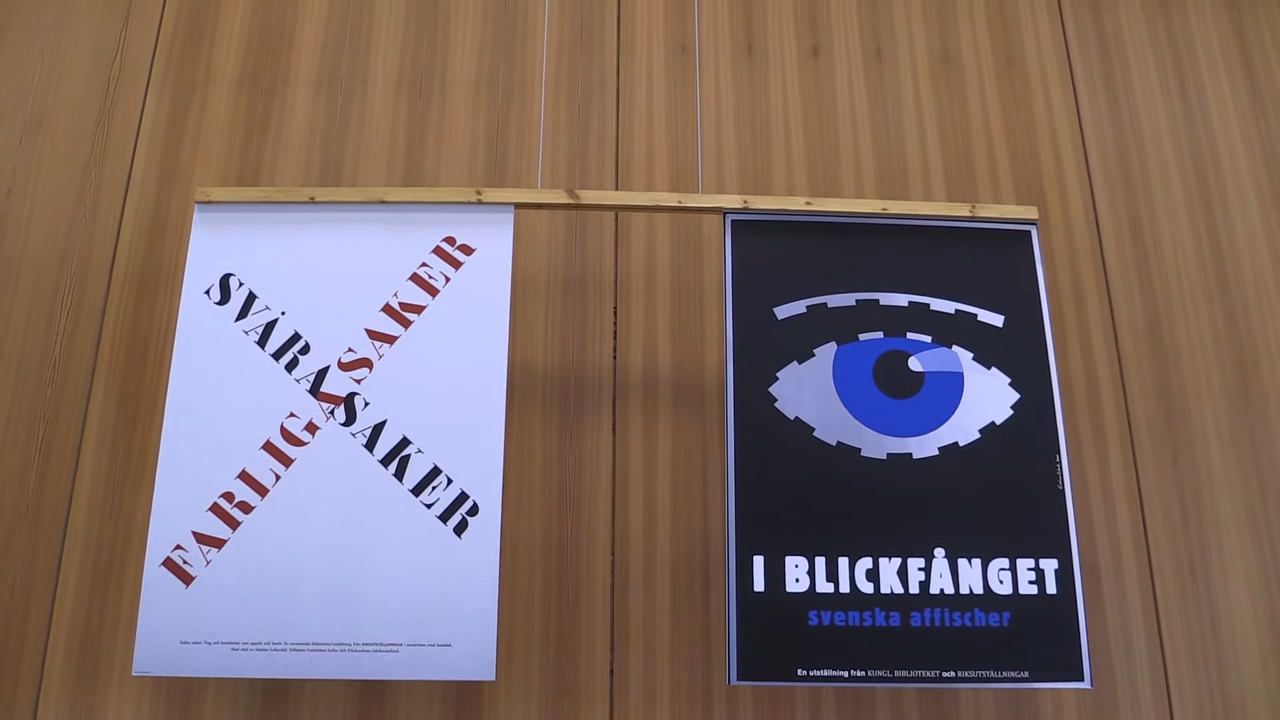 SVÅRA SAKER
FARLIGA SAKER
I BLICKFÅNGET
svenska affischer
En utställning från KUNGL. BIBLIOTEKET och RIKSUTSTÄLLNINGAR